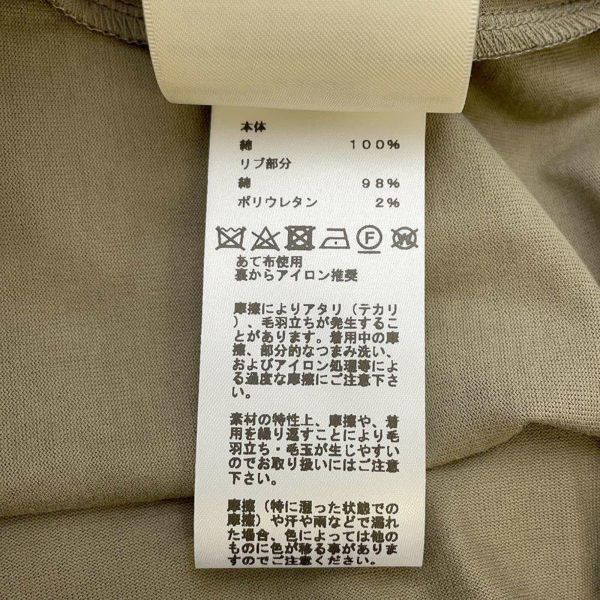 本体
綿 100%
リブ部分
綿 98%
ポリウレタン 2%
F W
あて布使用
裏からアイロン推奨
摩擦によりアタリ（テカリ
）、毛羽立ちが発生するこ
とがあります。着用中の摩
擦、部分的なつまみ洗い、
およびアイロン処理等によ
る過度な摩擦にご注意下さ
い。
素材の特性上、摩擦や、着
用を繰り返すことにより毛
羽立ち・毛玉が生じやすい
のでお取り扱いにはご注意
下さい。
摩擦（特に湿った状態での
摩擦）や汗や雨などで濡れ
た場合、色によっては他の
ものに色が移る事がありま
すのでご注意ください。